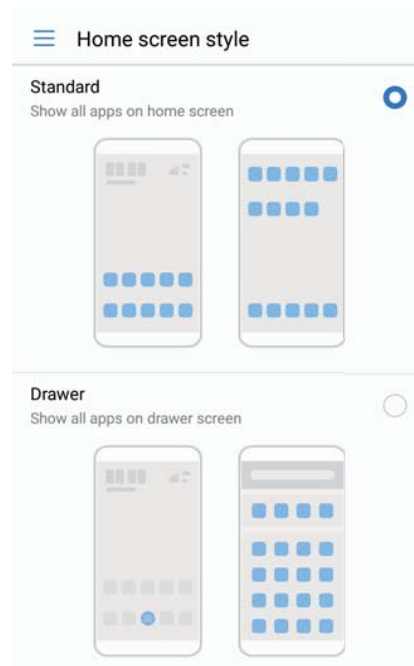 Home screen style
Standard
Show all apps on home screen
Drawer
Show all apps on drawer screen